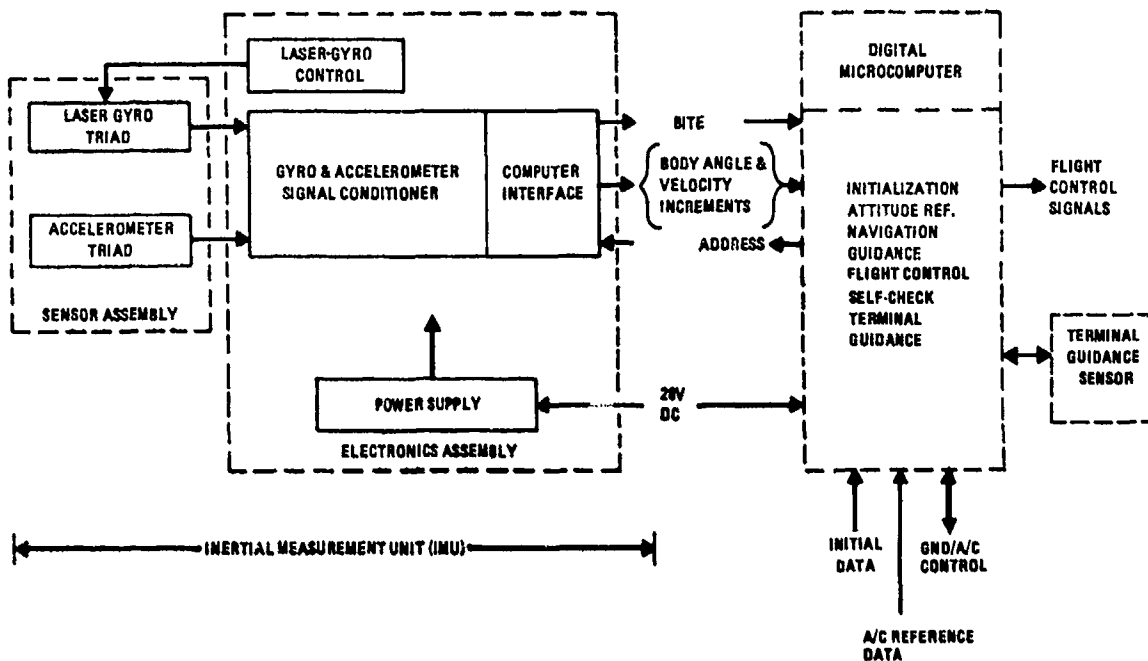 LASER-GYRO
CONTROL
LASER GYRO
TRIAD
ACCELEROMETER
TRIAD
SENSOR ASSEMBLY
GYRO & ACCELEROMETER
SIGNAL CONDITIONER
COMPUTER
INTERFACE
POWER SUPPLY
ELECTRONICS ASSEMBLY
BITE
BODY ANGLE &
VELOCITY
INCREMENTS
ADDRESS
28V
DC
DIGITAL
MICROCOMPUTER
INITIALIZATION
ATTITUDE REF.
NAVIGATION
GUIDANCE
FLIGHT CONTROL
SELF-CHECK
TERMINAL
GUIDANCE
FLIGHT
CONTROL
SIGNALS
TERMINAL
GUIDANCE
SENSOR
INERTIAL MEASUREMENT UNIT (IMU)
INITIAL
DATA
GND/A/C
CONTROL
A/C REFERENCE
DATA